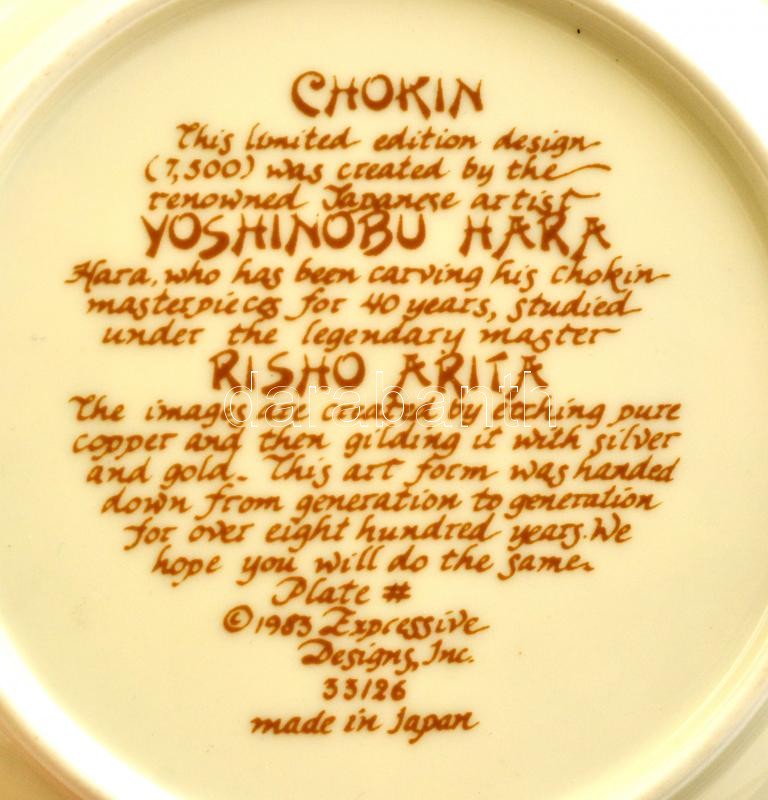 CHOKIN
This limited edition design
(7,500) was created by the
renowned Japanese artist
YOSHINOBU HARA
Hara, who has been carving his chokin
masterpieces for 40 years, studied
under the legendary master
RISHO ARITA
darabanth
The images are created by etching pure
copper and then gilding it with silver
and gold. This art form was handed
down from generation to generation
for over eight hundred years. We
hope you will do the same.
Plate #
©1983 Expressive
Designs, Inc.
33126
made in Japan